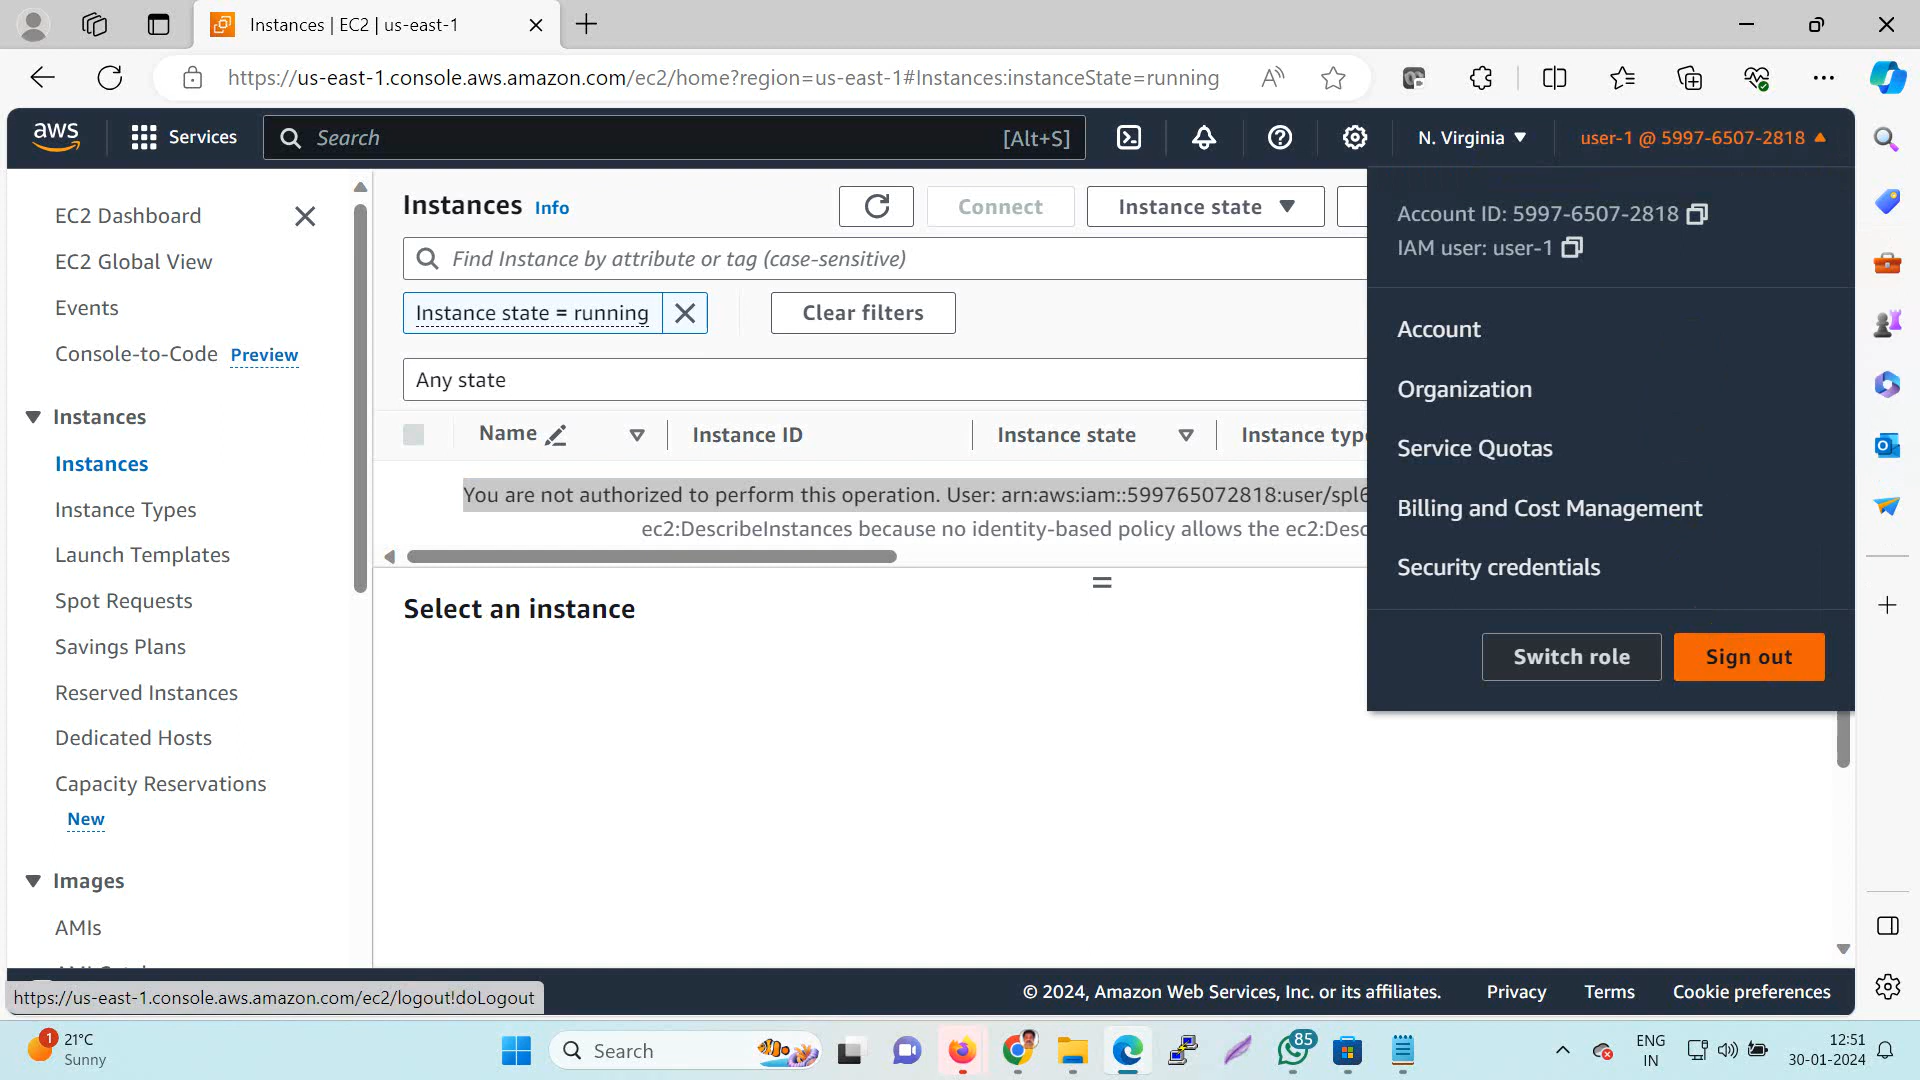 Instances | EC2 | us-east-1
https://us-east-1.console.aws.amazon.com/ec2/home?region=us-east-1#Instances:instanceState=running
aws
Services
Search
[Alt+S]
N. Virginia
user-1 @ 5997-6507-2818
Account ID: 5997-6507-2818
IAM user: user-1
Account
Organization
Service Quotas
Billing and Cost Management
Security credentials
Switch role
Sign out
EC2 Dashboard
EC2 Global View
Events
Console-to-Code Preview
Instances
Instances
Instance Types
Launch Templates
Spot Requests
Savings Plans
Reserved Instances
Dedicated Hosts
Capacity Reservations
New
Images
AMIs
Instances Info
Connect
Instance state
Find Instance by attribute or tag (case-sensitive)
Instance state = running
Clear filters
Any state
Name
Instance ID
Instance state
Instance type
You are not authorized to perform this operation. User: arn:aws:iam::599765072818:user/spl6
ec2:DescribeInstances because no identity-based policy allows the ec2:Desc
Select an instance
https://us-east-1.console.aws.amazon.com/ec2/logout!doLogout
© 2024, Amazon Web Services, Inc. or its affiliates.
Privacy
Terms
Cookie preferences
1
21°C
Sunny
Search
85
ENG
IN
12:51
30-01-2024